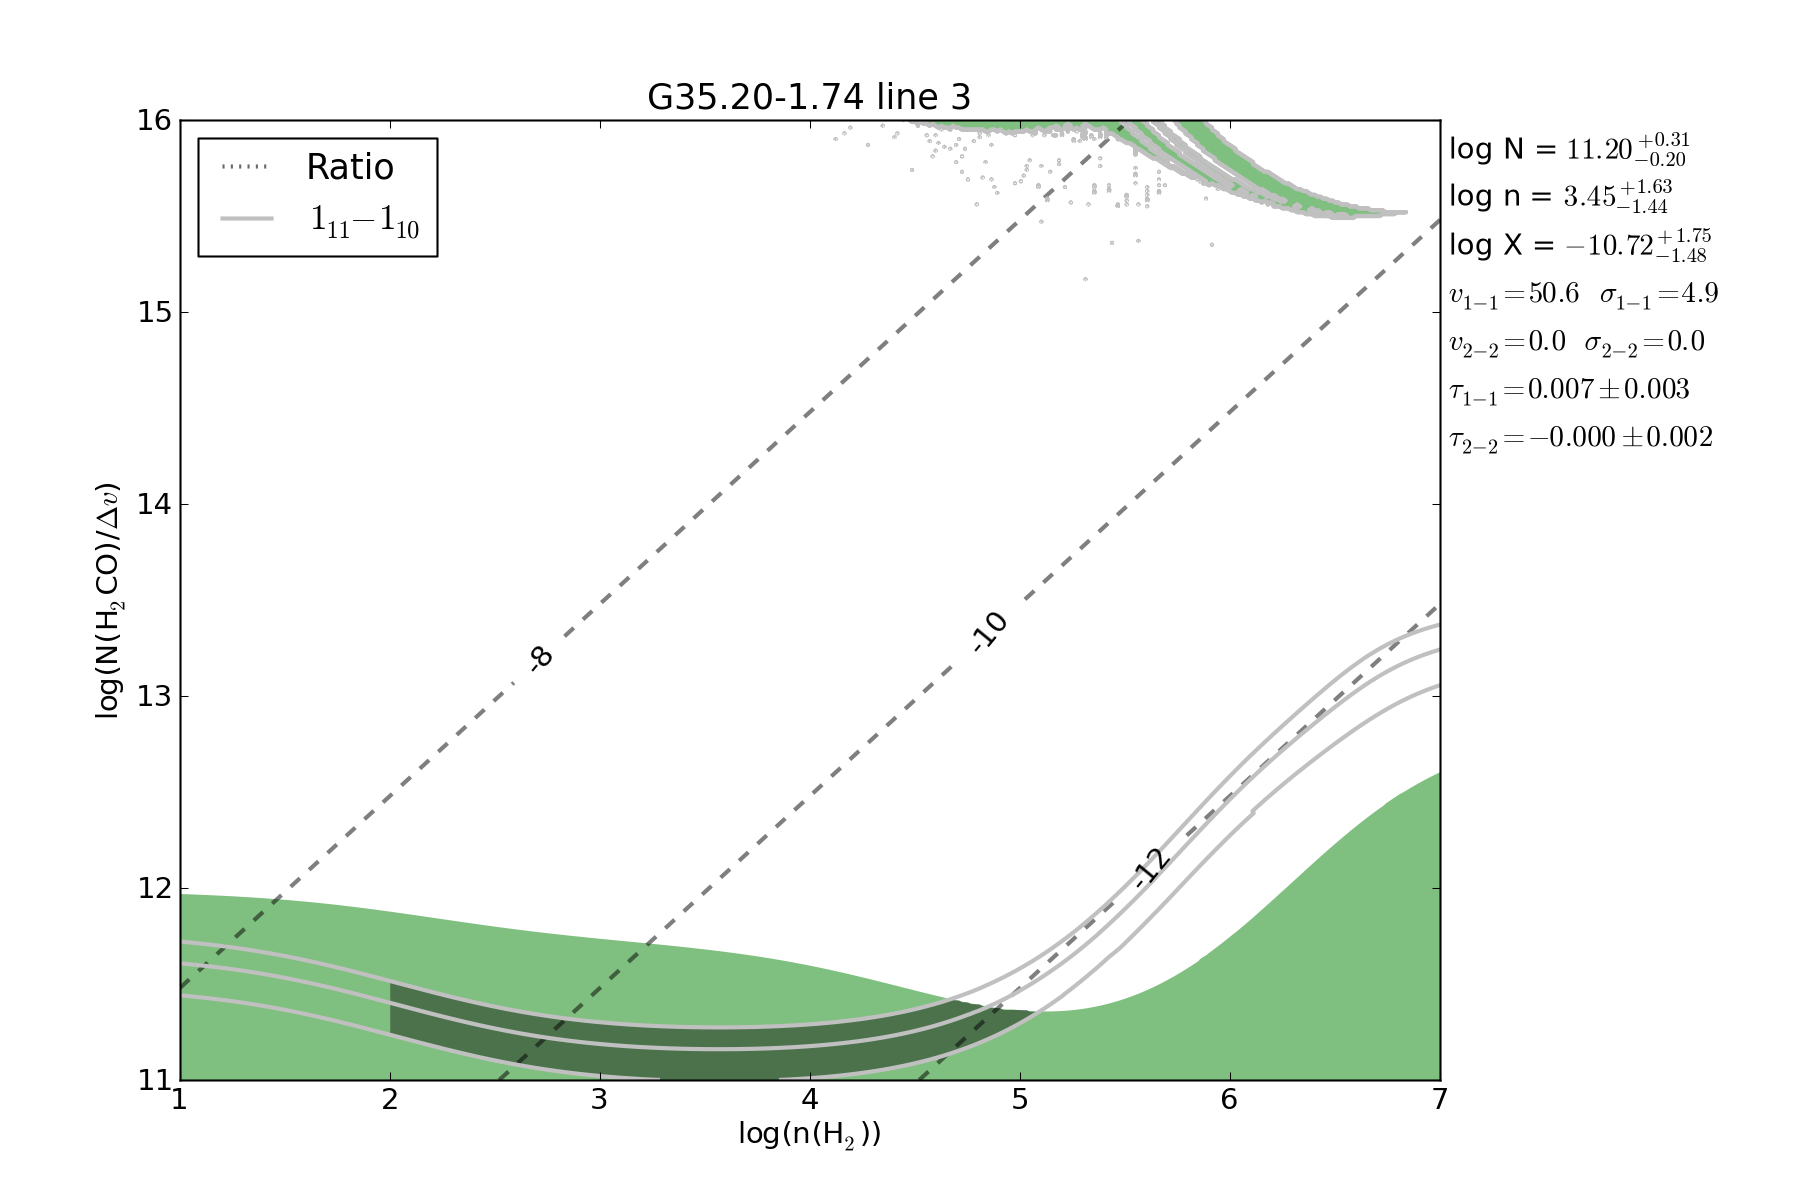 G35.20-1.74 line 3
Ratio
1₁₁−1₁₀
log N = 11.20 +0.31 −0.20
log n = 3.45 +1.63 −1.44
log X = −10.72 +1.75 −1.48
v₁₋₁=50.6 σ₁₋₁=4.9
v₂₋₂=0.0 σ₂₋₂=0.0
τ₁₋₁=0.007±0.003
τ₂₋₂=−0.000±0.002
16
15
14
13
12
11
log(N(H₂CO)/Δv)
-8
-10
-12
1 2 3 4 5 6 7
log(n(H₂))